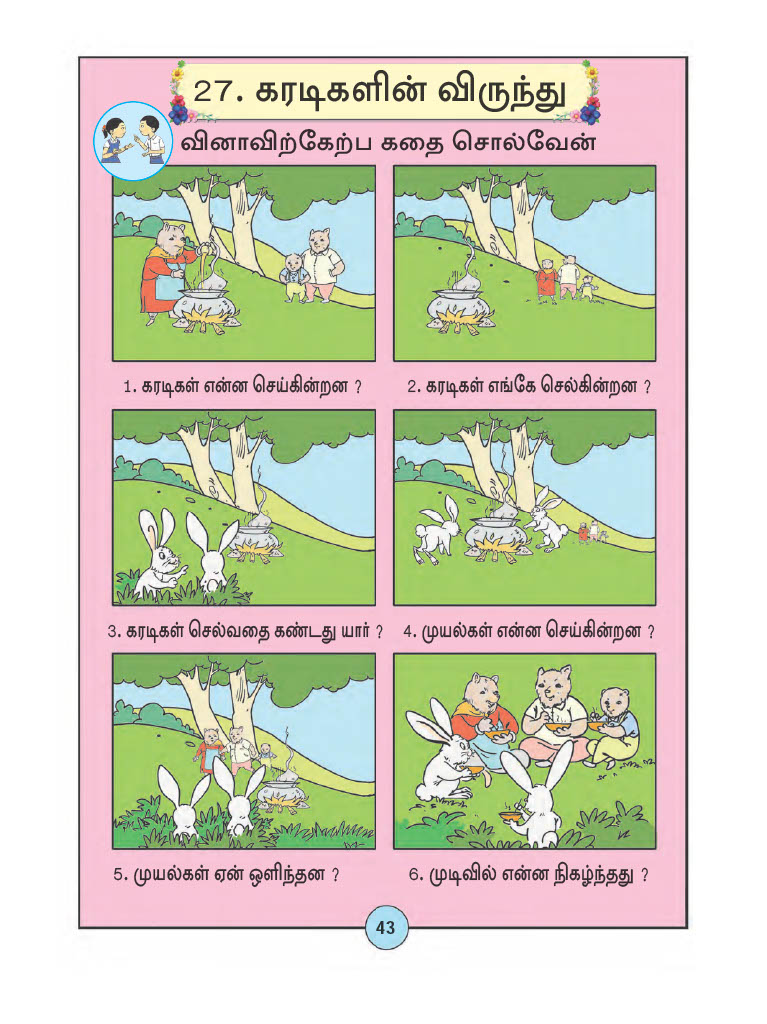 27. கரடிகளின் விருந்து
வினாவிற்கேற்ப கதை சொல்வேன்
1. கரடிகள் என்ன செய்கின்றன ?
2. கரடிகள் எங்கே செல்கின்றன ?
3. கரடிகள் செல்வதை கண்டது யார் ?
4. முயல்கள் என்ன செய்கின்றன ?
5. முயல்கள் ஏன் ஒளிந்தன ?
6. முடிவில் என்ன நிகழ்ந்தது ?
43